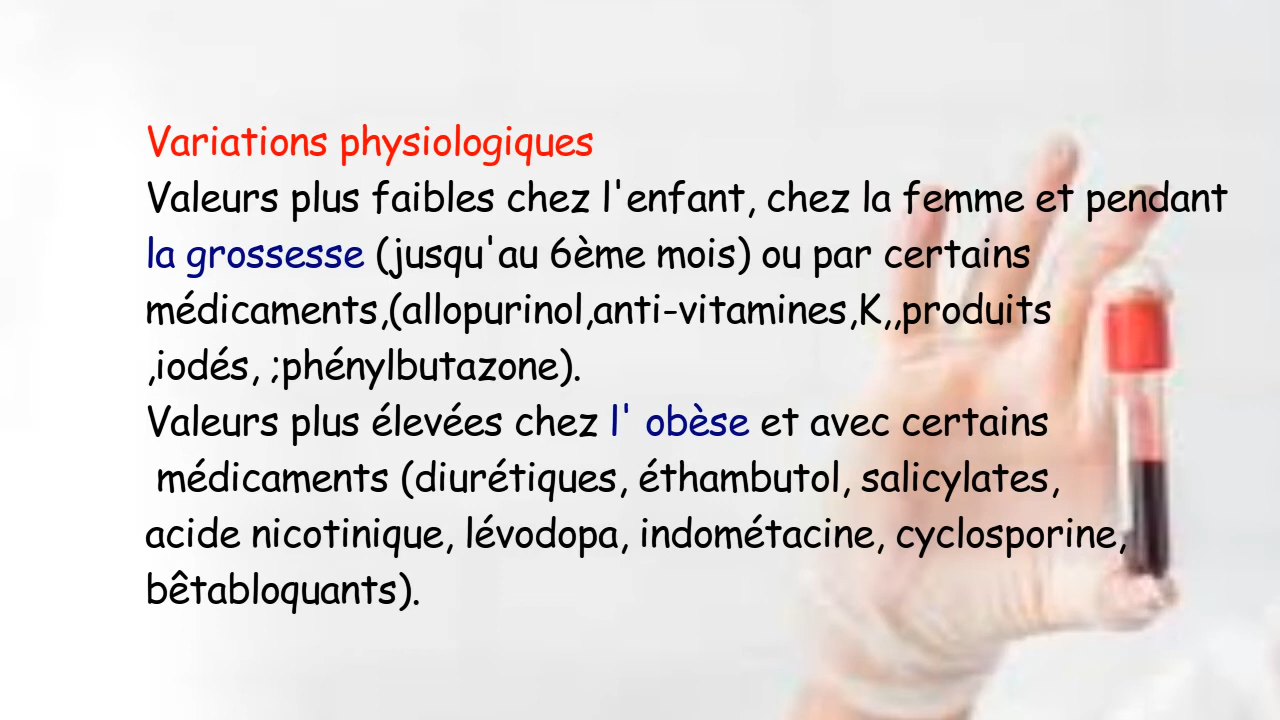 Variations physiologiques
Valeurs plus faibles chez l'enfant, chez la femme et pendant
la grossesse (jusqu'au 6ème mois) ou par certains
médicaments,(allopurinol,anti-vitamines,K,,produits
,iodés, ;phénylbutazone).
Valeurs plus élevées chez l' obèse et avec certains
médicaments (diurétiques, éthambutol, salicylates,
acide nicotinique, lévodopa, indométacine, cyclosporine,
bêtabloquants).